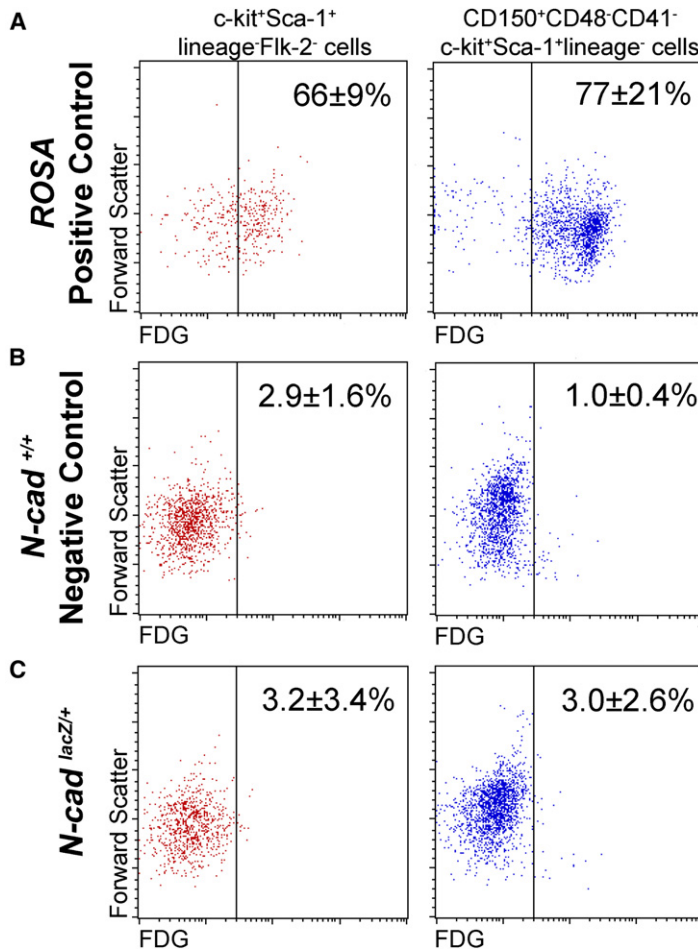 A
c-kit⁺Sca-1⁺
lineage⁻Flk-2⁻ cells
CD150⁺CD48⁻CD41⁻
c-kit⁺Sca-1⁺lineage⁻ cells
ROSA
Positive Control
Forward Scatter
66±9%
77±21%
FDG
FDG
B
N-cad +/+
Negative Control
Forward Scatter
2.9±1.6%
1.0±0.4%
FDG
FDG
C
N-cad lacZ/+
Forward Scatter
3.2±3.4%
3.0±2.6%
FDG
FDG